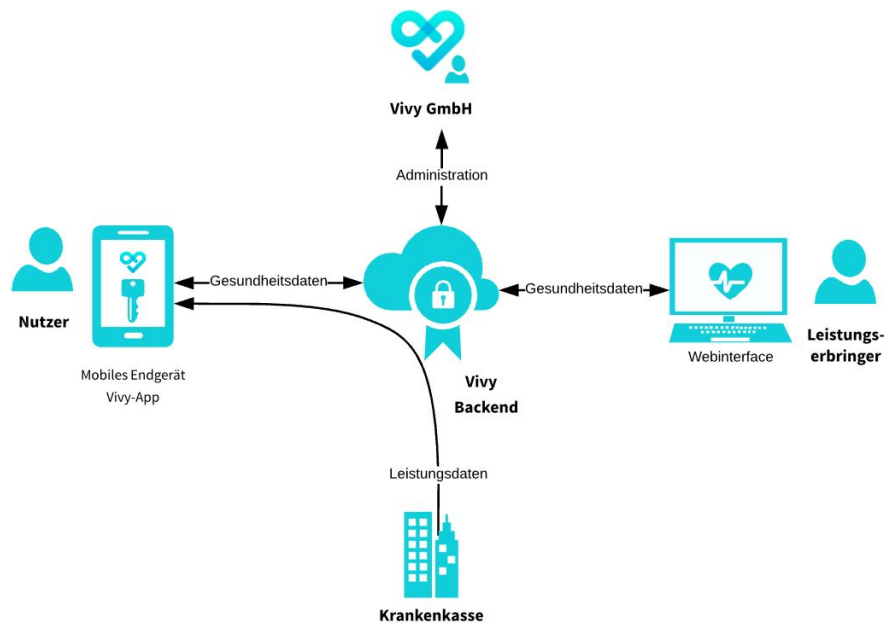 Vivy GmbH
Administration
Gesundheitsdaten
Gesundheitsdaten
Nutzer
Leistungs-
erbringer
Webinterface
Mobiles Endgerät
Vivy-App
Vivy
Backend
Leistungsdaten
Krankenkasse